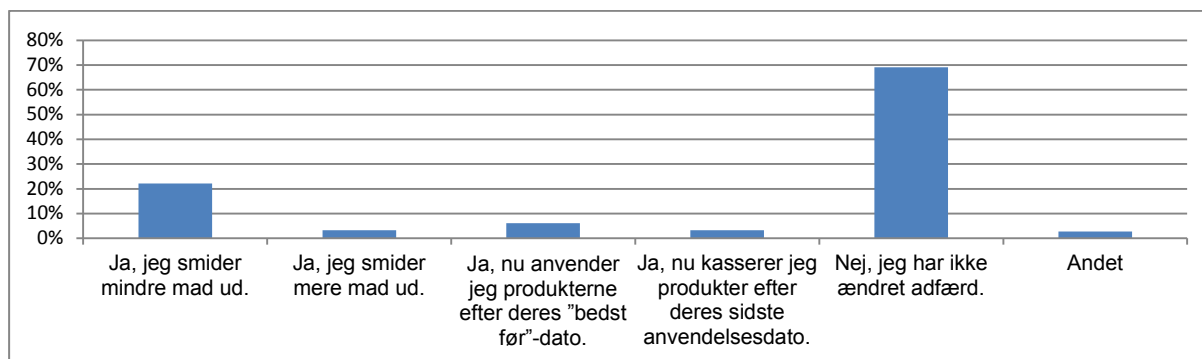 80%
70%
60%
50%
40%
30%
20%
10%
0%
Ja, jeg smider
mindre mad ud.
Ja, jeg smider
mere mad ud.
Ja, nu anvender
jeg produkterne
efter deres ”bedst
før”-dato.
Ja, nu kasserer jeg
produkter efter
deres sidste
anvendelsesdato.
Nej, jeg har ikke
ændret adfærd.
Andet